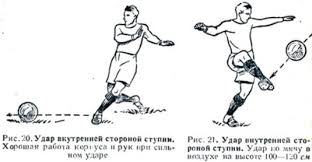 Рис. 20. Удар внутренней стороной ступни.
Хорошая работа корпуса и рук при силь-
ном ударе
Рис. 21. Удар внутренней сто-
роной ступни. Удар по мячу в
воздухе на высоте 100—120 см